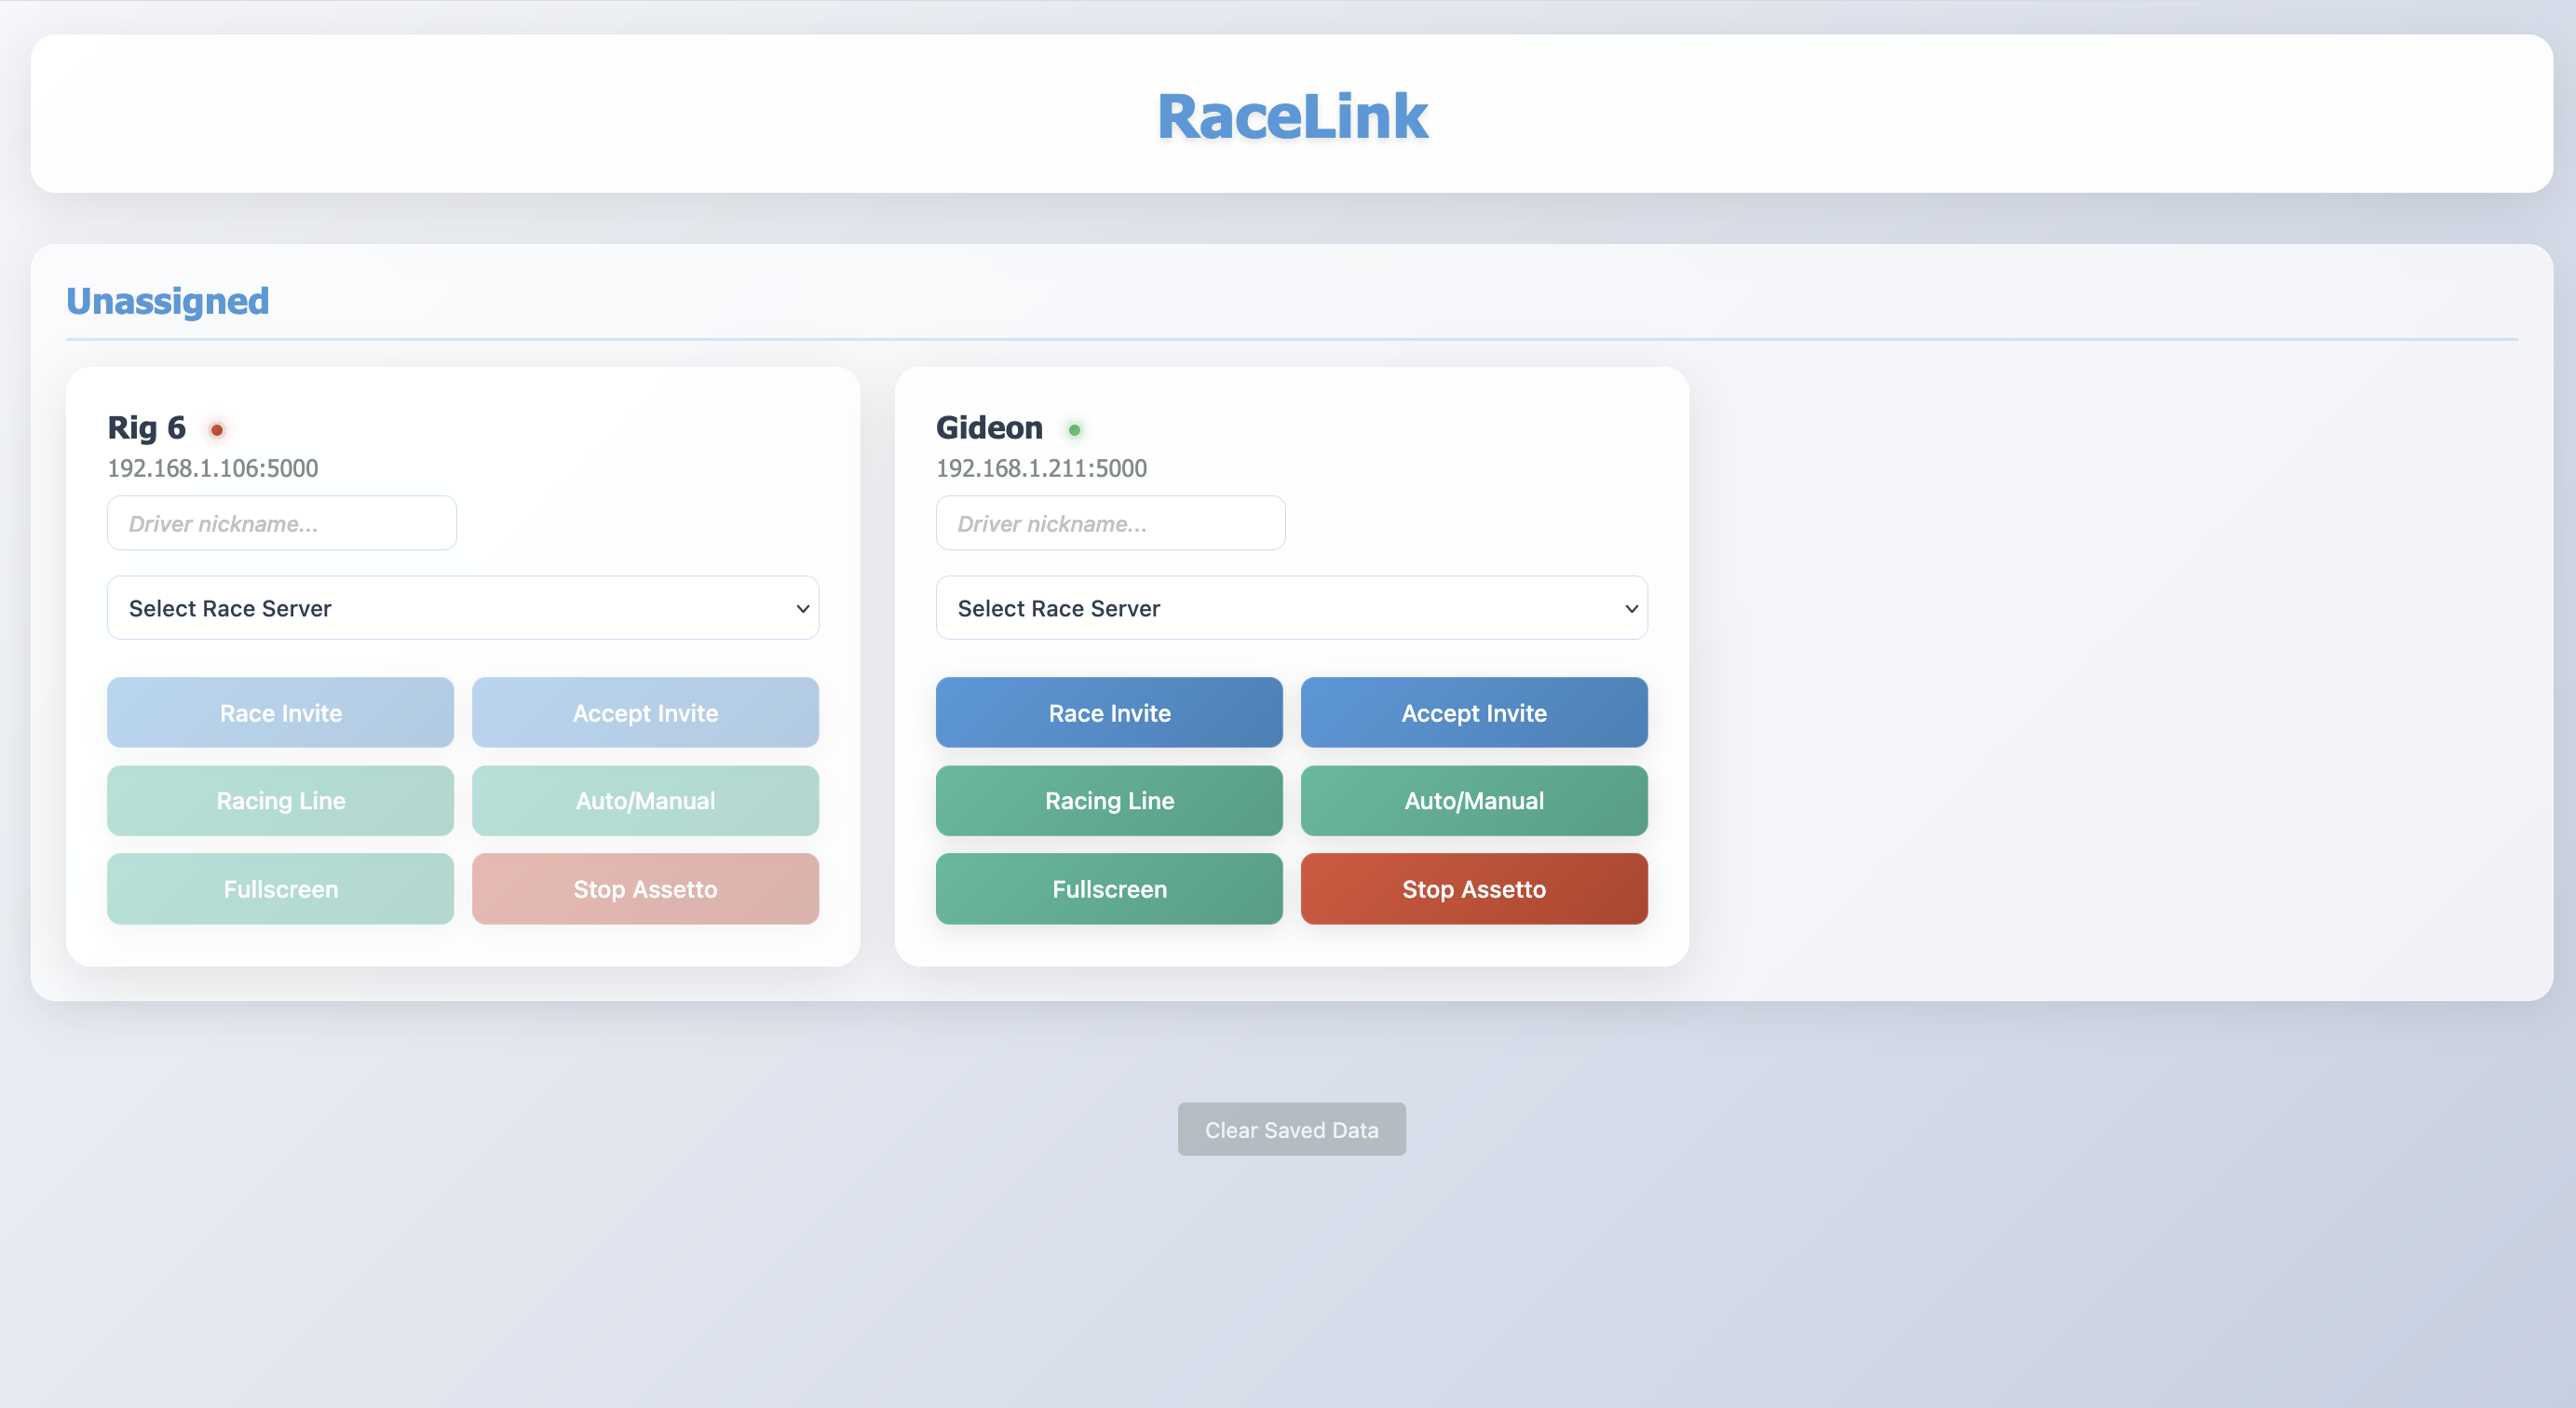 RaceLink
Unassigned
Rig 6
192.168.1.106:5000
Driver nickname...
Select Race Server
Race Invite
Accept Invite
Racing Line
Auto/Manual
Fullscreen
Stop Assetto
Gideon
192.168.1.211:5000
Driver nickname...
Select Race Server
Race Invite
Accept Invite
Racing Line
Auto/Manual
Fullscreen
Stop Assetto
Clear Saved Data